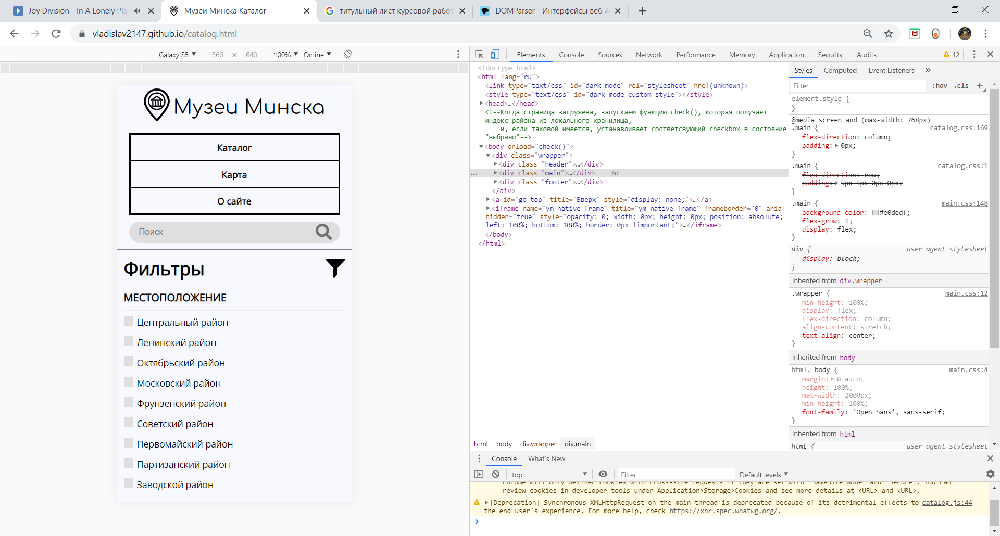 Joy Division - In A Lonely Pla
Музеи Минска Каталог
титульный лист курсовой работ
DOMParser - Интерфейсы веб A
vladislav2147.github.io/catalog.html
Galaxy S5 ▼ 360 × 640 100% ▼ Online ▼
Elements Console Sources Network Performance Memory Application Security Audits 12
Музеи Минска
Каталог
Карта
О сайте
Поиск
Фильтры
МЕСТОПОЛОЖЕНИЕ
Центральный район
Ленинский район
Октябрьский район
Московский район
Фрунзенский район
Советский район
Первомайский район
Партизанский район
Заводской район
<!doctype html>
<html lang="ru">
<link type="text/css" id="dark-mode" rel="stylesheet" href(unknown)>
<style type="text/css" id="dark-mode-custom-style"></style>
▶<head>…</head>
<!--Когда страница загружена, запускаем функцию check(), которая получает
индекс района из локального хранилища,
и, если таковой имеется, устанавливает соответсвующий checkbox в состояние
"выбрано"-->
▼<body onload="check()">
▼<div class="wrapper">
▶<div class="header">…</div>
… ▶<div class="main">…</div> == $0
▶<div class="footer">…</div>
</div>
▶<a id="go-top" title="Вверх" style="display: none;">…</a>
▶<iframe name="ym-native-frame" title="ym-native-frame" frameborder="0" aria-
hidden="true" style="opacity: 0; width: 0px; height: 0px; position: absolute;
left: 100%; bottom: 100%; border: 0px !important;">…</iframe>
</body>
</html>
html body div.wrapper div.main
Styles Computed Event Listeners »
Filter :hov .cls +
element.style {
}
@media screen and (max-width: 768px)
.main { catalog.css:169
flex-direction: column;
padding: ▶ 0px;
}
.main { catalog.css:1
flex-direction: row;
padding: ▶ 5px 5px 0px 0px;
}
.main { main.css:148
background-color: #e0dedf;
flex-grow: 1;
display: flex;
}
div { user agent stylesheet
display: block;
}
Inherited from div.wrapper
.wrapper { main.css:12
min-height: 100%;
display: flex;
flex-direction: column;
align-content: stretch;
text-align: center;
}
Inherited from body
html, body { main.css:4
margin: ▶ 0 auto;
height: 100%;
max-width: 2000px;
min-height: 100%;
font-family: 'Open Sans', sans-serif;
}
Inherited from html
html { user agent stylesheet
Console What's New
top ▼ Filter Default levels ▼
Chrome will only deliver cookies with cross-site requests if they are set with `SameSite=None` and `Secure`. You can
review cookies in developer tools under Application>Storage>Cookies and see more details at <URL> and <URL>.
▶[Deprecation] Synchronous XMLHttpRequest on the main thread is deprecated because of its detrimental effects to catalog.js:44
the end user's experience. For more help, check https://xhr.spec.whatwg.org/.